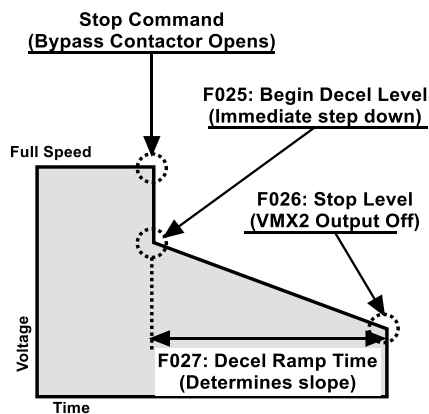 Stop Command
(Bypass Contactor Opens)
F025: Begin Decel Level
(Immediate step down)
Full Speed
F026: Stop Level
(VMX2 Output Off)
Voltage
F027: Decel Ramp Time
(Determines slope)
Time